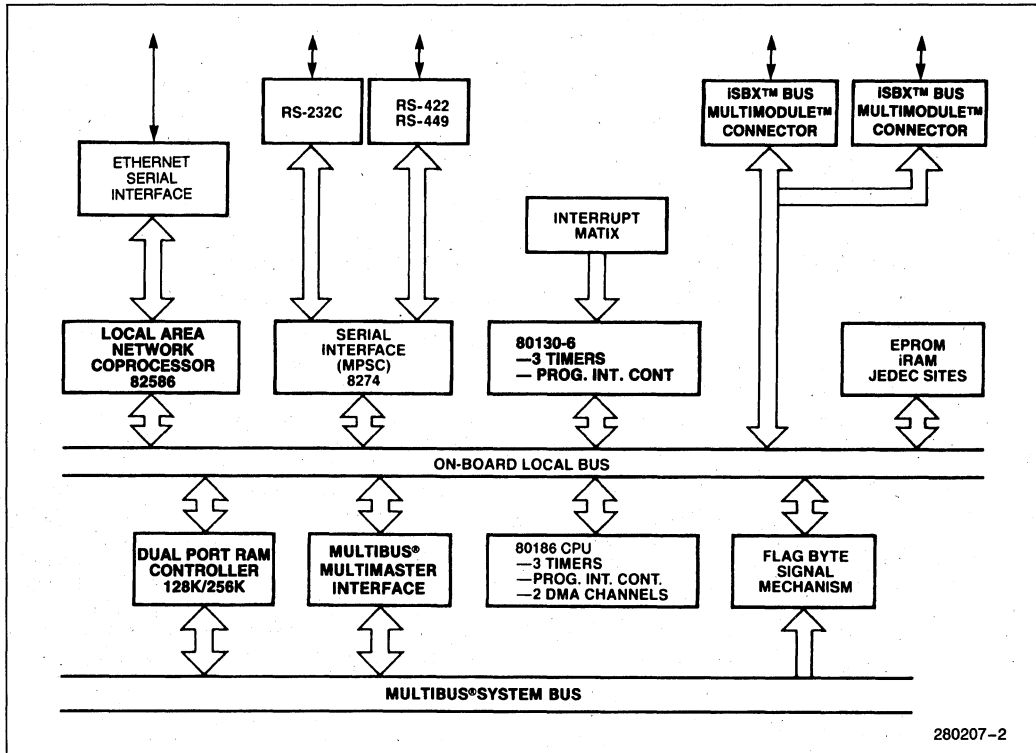 RS-232C
RS-422
RS-449
iSBX™ BUS
MULTIMODULE™
CONNECTOR
iSBX™ BUS
MULTIMODULE™
CONNECTOR
ETHERNET
SERIAL
INTERFACE
INTERRUPT
MATIX
LOCAL AREA
NETWORK
COPROCESSOR
82586
SERIAL
INTERFACE
(MPSC)
8274
80130-6
—3 TIMERS
— PROG. INT. CONT
EPROM
iRAM
JEDEC SITES
ON-BOARD LOCAL BUS
DUAL PORT RAM
CONTROLLER
128K/256K
MULTIBUS®
MULTIMASTER
INTERFACE
80186 CPU
—3 TIMERS
—PROG. INT. CONT.
—2 DMA CHANNELS
FLAG BYTE
SIGNAL
MECHANISM
MULTIBUS®SYSTEM BUS
280207–2